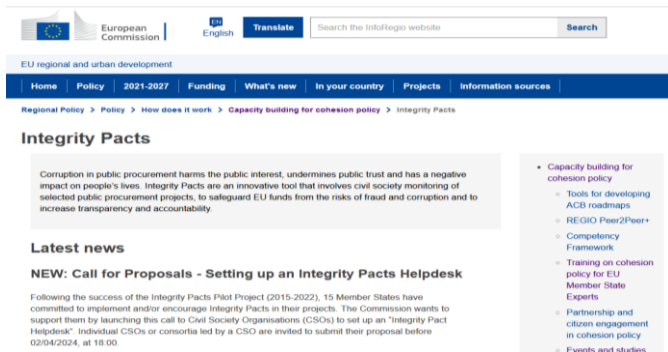 European
Commission
EN
English
Translate
Search the InfoRegio website
Search
EU regional and urban development
Home
Policy
2021-2027
Funding
What's new
In your country
Projects
Information sources
Regional Policy > Policy > How does it work > Capacity building for cohesion policy > Integrity Pacts
Integrity Pacts
Corruption in public procurement harms the public interest, undermines public trust and has a negative
impact on people's lives. Integrity Pacts are an innovative tool that involves civil society monitoring of
selected public procurement projects, to safeguard EU funds from the risks of fraud and corruption and to
increase transparency and accountability.
Latest news
NEW: Call for Proposals - Setting up an Integrity Pacts Helpdesk
Following the success of the Integrity Pacts Pilot Project (2015-2022), 15 Member States have
committed to implement and/or encourage Integrity Pacts in their projects. The Commission wants to
support them by launching this call to Civil Society Organisations (CSOs) to set up an "Integrity Pact
Helpdesk". Individual CSOs or consortia led by a CSO are invited to submit their proposal before
02/04/2024, at 18:00.
Capacity building for
cohesion policy
Tools for developing
ACB roadmaps
REGIO Peer2Peer+
Competency
Framework
Training on cohesion
policy for EU
Member State
Experts
Partnership and
citizen engagement
in cohesion policy
Events and studies